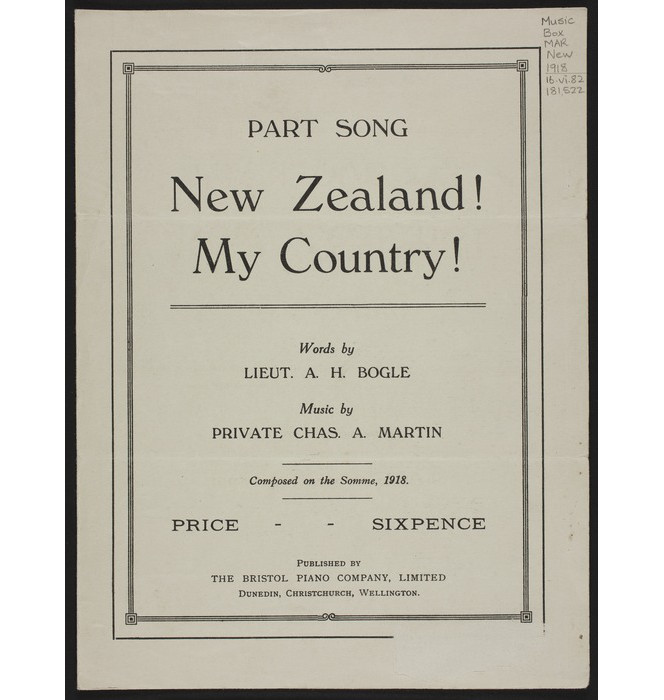 Music
Box
MAR
New
1918
16.vi.82
181,522
PART SONG
New Zealand!
My Country!
Words by
LIEUT. A. H. BOGLE
Music by
PRIVATE CHAS. A. MARTIN
Composed on the Somme, 1918.
PRICE - - SIXPENCE
PUBLISHED BY
THE BRISTOL PIANO COMPANY, LIMITED
DUNEDIN, CHRISTCHURCH, WELLINGTON.